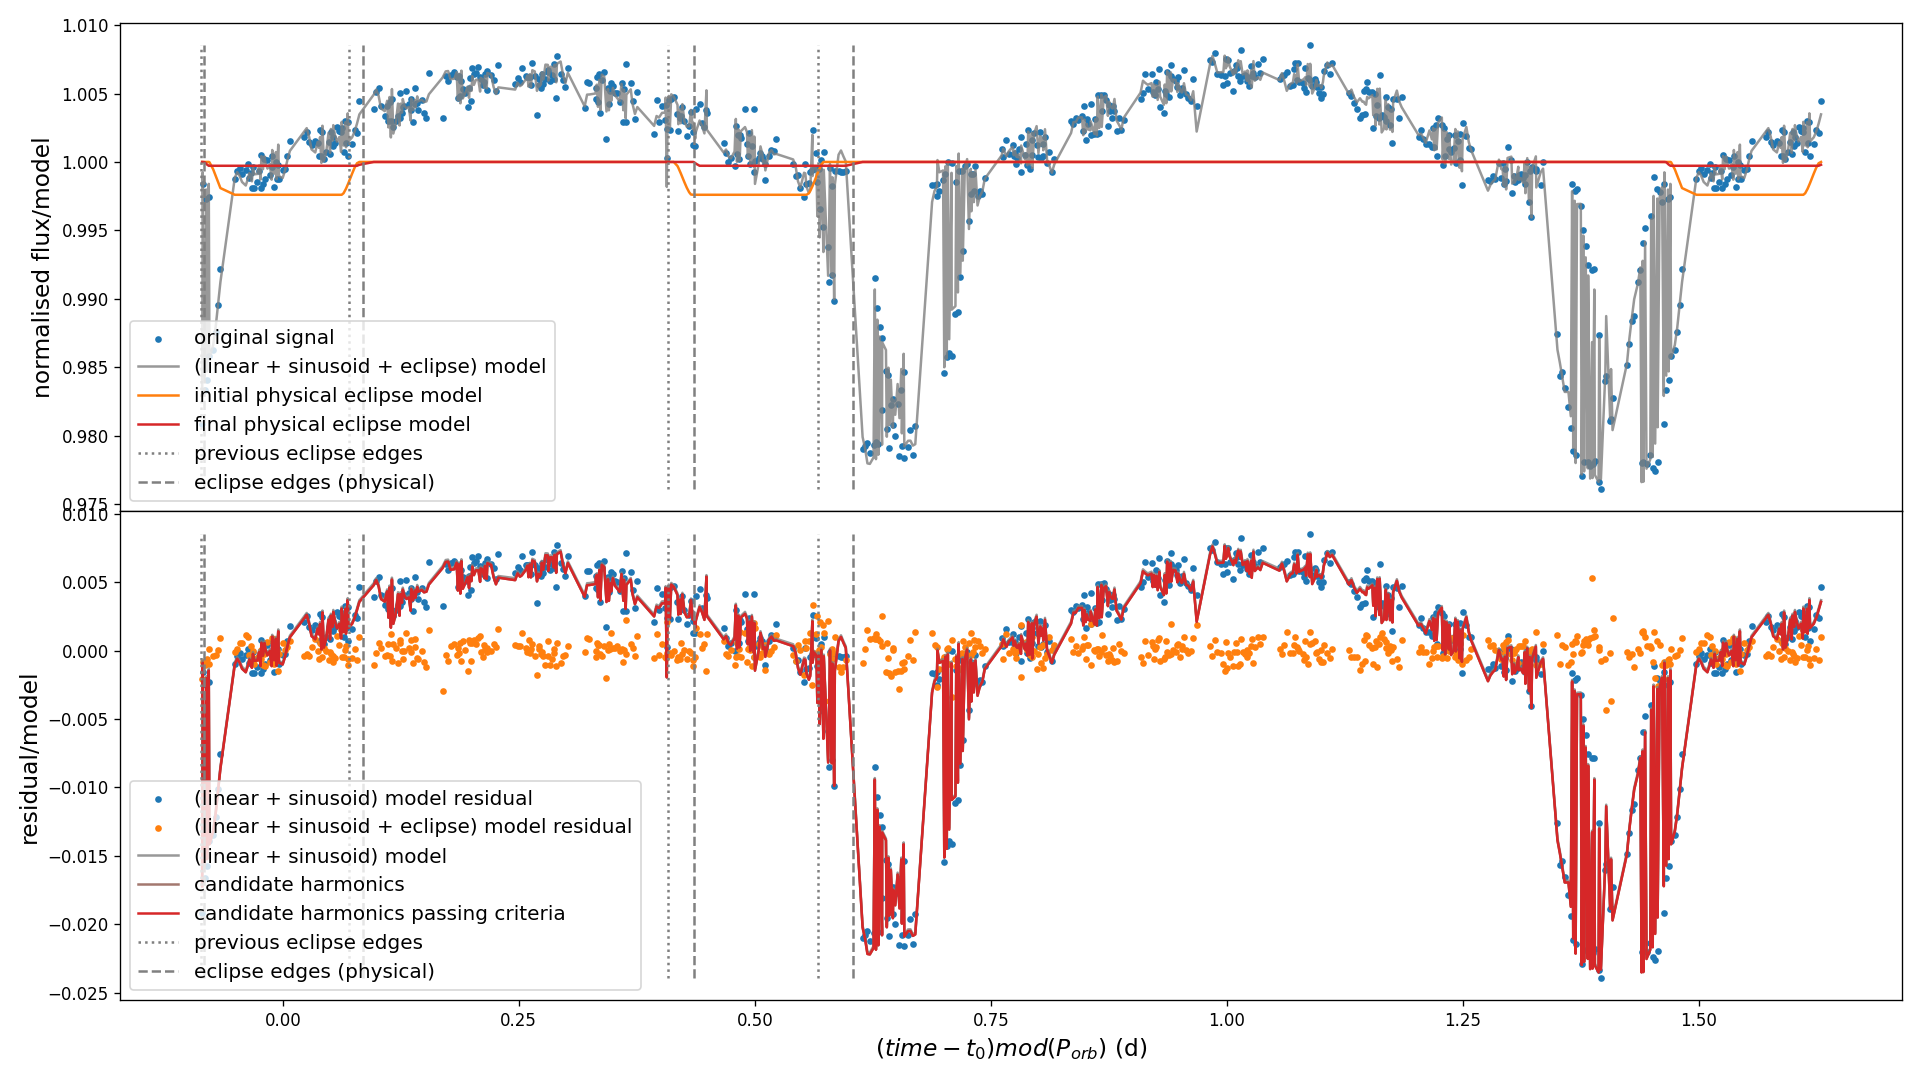 1.010
1.005
1.000
0.995
0.990
0.985
0.980
0.975
normalised flux/model
original signal
(linear + sinusoid + eclipse) model
initial physical eclipse model
final physical eclipse model
previous eclipse edges
eclipse edges (physical)
0.010
0.005
0.000
−0.005
−0.010
−0.015
−0.020
−0.025
residual/model
(linear + sinusoid) model residual
(linear + sinusoid + eclipse) model residual
(linear + sinusoid) model
candidate harmonics
candidate harmonics passing criteria
previous eclipse edges
eclipse edges (physical)
0.00 0.25 0.50 0.75 1.00 1.25 1.50
(time − t₀)mod(Pₒᵣᵦ) (d)